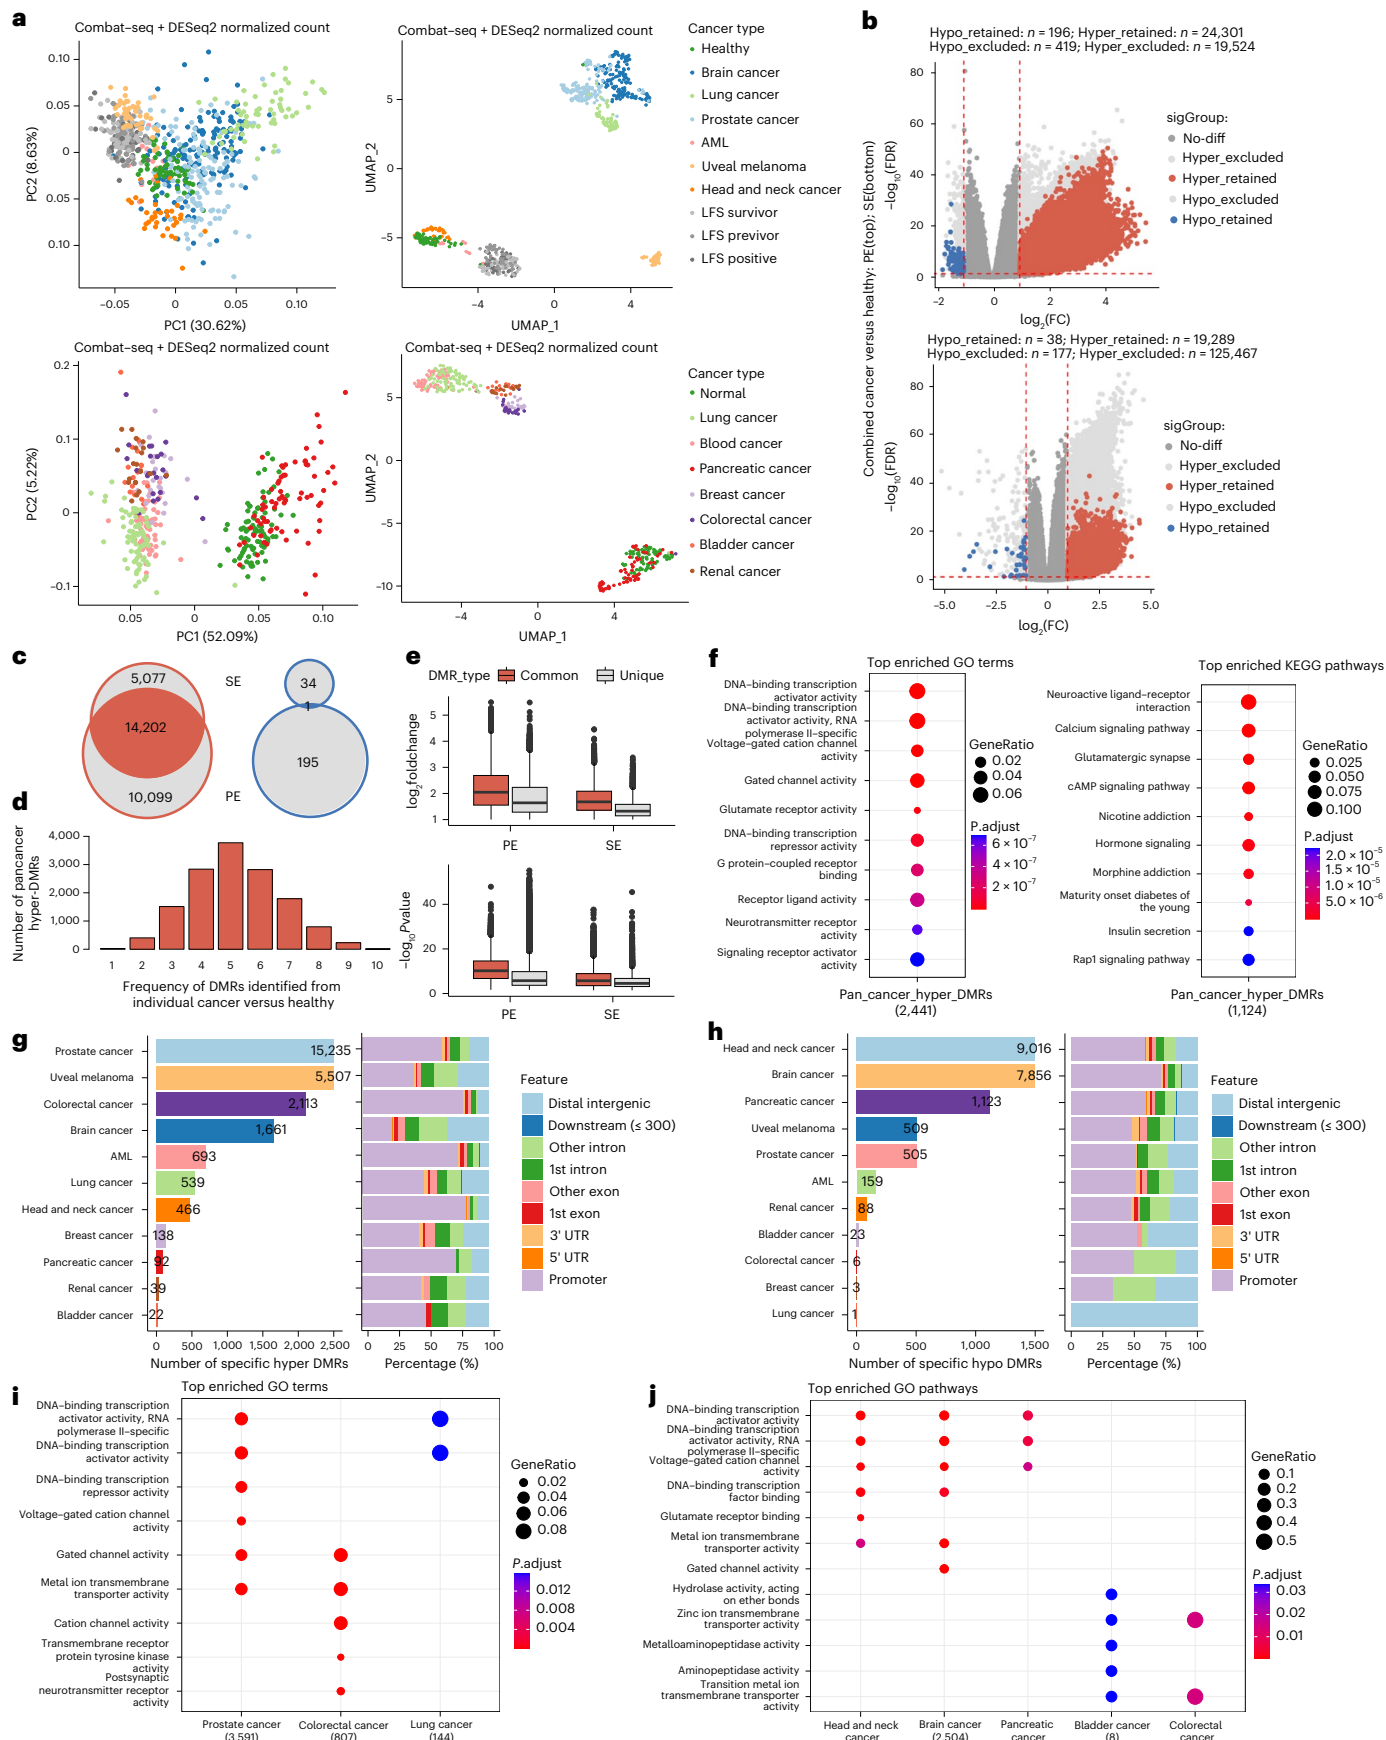 a
Combat–seq + DESeq2 normalized count
PC2 (8.63%)
0.10
0.05
0
0.05
0.10
−0.05
0
0.05
0.10
PC1 (30.62%)
Combat–seq + DESeq2 normalized count
UMAP_2
5
0
−5
−4
0
4
UMAP_1
Cancer type
Healthy
Brain cancer
Lung cancer
Prostate cancer
AML
Uveal melanoma
Head and neck cancer
LFS survivor
LFS previvor
LFS positive
Combat–seq + DESeq2 normalized count
PC2 (5.22%)
0.2
0.1
0
−0.1
0.05
0
0.05
0.10
PC1 (52.09%)
Combat-seq + DESeq2 normalized count
UMAP_2
5
0
−5
−10
−4
0
4
UMAP_1
Cancer type
Normal
Lung cancer
Blood cancer
Pancreatic cancer
Breast cancer
Colorectal cancer
Bladder cancer
Renal cancer
b
Combined cancer versus healthy: PE(top); SE(bottom)
Hypo_retained: n = 196; Hyper_retained: n = 24,301
Hypo_excluded: n = 419; Hyper_excluded: n = 19,524
−log10(FDR)
80
60
40
20
0
−2
0
2
4
log2(FC)
sigGroup:
No-diff
Hyper_excluded
Hyper_retained
Hypo_excluded
Hypo_retained
Hypo_retained: n = 38; Hyper_retained: n = 19,289
Hypo_excluded: n = 177; Hyper_excluded: n = 125,467
−log10(FDR)
80
60
40
20
0
−5.0
−2.5
0
2.5
5.0
log2(FC)
sigGroup:
No-diff
Hyper_excluded
Hyper_retained
Hypo_excluded
Hypo_retained
c
5,077
14,202
10,099
SE
PE
34
1
195
d
Number of pancancer
hyper-DMRs
4,000
3,000
2,000
1,000
0
1 2 3 4 5 6 7 8 9 10
Frequency of DMRs identified from
individual cancer versus healthy
e
DMR_type
Common
Unique
log2foldchange
5
4
3
2
1
PE
SE
−log10Pvalue
40
20
0
PE
SE
f
Top enriched GO terms
DNA–binding transcription
activator activity
DNA–binding transcription
activator activity, RNA
polymerase II–specific
Voltage–gated cation channel
activity
Gated channel activity
Glutamate receptor activity
DNA–binding transcription
repressor activity
G protein–coupled receptor
binding
Receptor ligand activity
Neurotransmitter receptor
activity
Signaling receptor activator
activity
Pan_cancer_hyper_DMRs
(2,441)
GeneRatio
0.02
0.04
0.06
P.adjust
6 × 10−7
4 × 10−7
2 × 10−7
Top enriched KEGG pathways
Neuroactive ligand–receptor
interaction
Calcium signaling pathway
Glutamatergic synapse
cAMP signaling pathway
Nicotine addiction
Hormone signaling
Morphine addiction
Maturity onset diabetes of
the young
Insulin secretion
Rap1 signaling pathway
Pan_cancer_hyper_DMRs
(1,124)
GeneRatio
0.025
0.050
0.075
0.100
P.adjust
2.0 × 10−5
1.5 × 10−5
1.0 × 10−5
5.0 × 10−6
g
Prostate cancer 15,235
Uveal melanoma 5,507
Colorectal cancer 2,113
Brain cancer 1,661
AML 693
Lung cancer 539
Head and neck cancer 466
Breast cancer 138
Pancreatic cancer 92
Renal cancer 39
Bladder cancer 22
0 500 1,000 1,500 2,000 2,500
Number of specific hyper DMRs
0 25 50 75 100
Percentage (%)
Feature
Distal intergenic
Downstream (≤ 300)
Other intron
1st intron
Other exon
1st exon
3' UTR
5' UTR
Promoter
h
Head and neck cancer 9,016
Brain cancer 7,856
Pancreatic cancer 1,123
Uveal melanoma 509
Prostate cancer 505
AML 159
Renal cancer 88
Bladder cancer 23
Colorectal cancer 6
Breast cancer 3
Lung cancer 1
0 500 1,000 1,500
Number of specific hypo DMRs
0 25 50 75 100
Percentage (%)
Feature
Distal intergenic
Downstream (≤ 300)
Other intron
1st intron
Other exon
1st exon
3' UTR
5' UTR
Promoter
i
Top enriched GO terms
DNA–binding transcription
activator activity, RNA
polymerase II–specific
DNA–binding transcription
activator activity
DNA–binding transcription
repressor activity
Voltage–gated cation channel
activity
Gated channel activity
Metal ion transmembrane
transporter activity
Cation channel activity
Transmembrane receptor
protein tyrosine kinase
activity
Postsynaptic
neurotransmitter receptor
activity
Prostate cancer
(3,591)
Colorectal cancer
(807)
Lung cancer
(144)
GeneRatio
0.02
0.04
0.06
0.08
P.adjust
0.012
0.008
0.004
j
Top enriched GO pathways
DNA–binding transcription
activator activity
DNA–binding transcription
activator activity, RNA
polymerase II–specific
Voltage–gated cation channel
activity
DNA–binding transcription
factor binding
Glutamate receptor binding
Metal ion transmembrane
transporter activity
Gated channel activity
Hydrolase activity, acting
on ether bonds
Zinc ion transmembrane
transporter activity
Metalloaminopeptidase activity
Aminopeptidase activity
Transition metal ion
transmembrane transporter
activity
Head and neck
cancer
Brain cancer
(2,504)
Pancreatic
cancer
Bladder cancer
(8)
Colorectal
cancer
GeneRatio
0.1
0.2
0.3
0.4
0.5
P.adjust
0.03
0.02
0.01